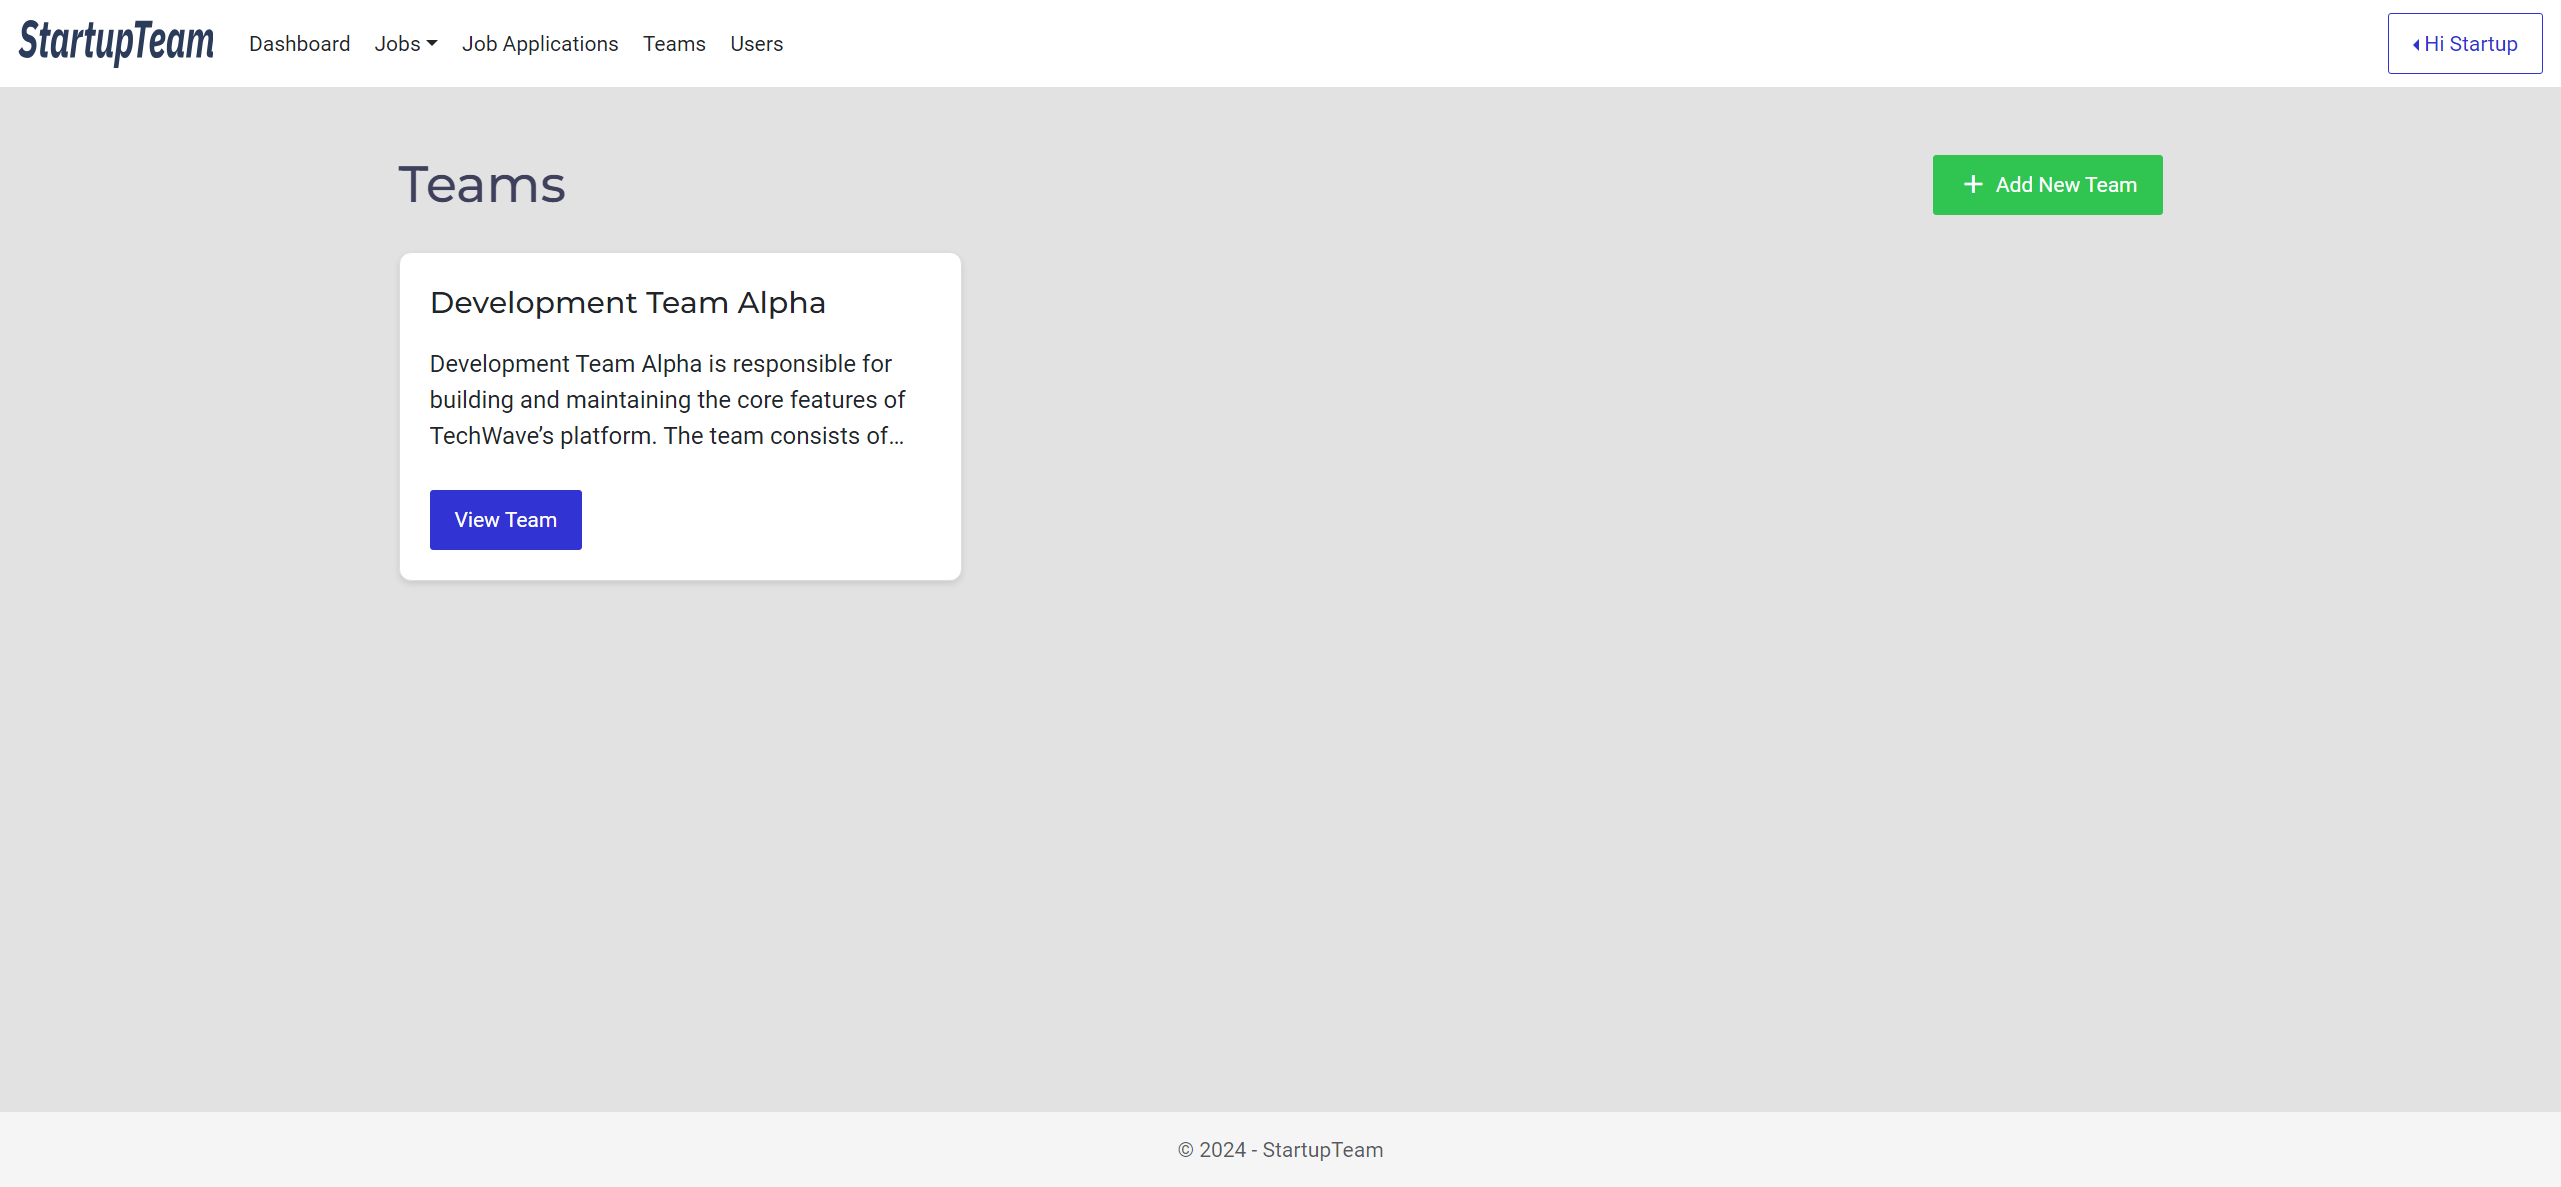 StartupTeam
Dashboard Jobs Job Applications Teams Users
Hi Startup
Teams
Add New Team
Development Team Alpha
Development Team Alpha is responsible for
building and maintaining the core features of
TechWave’s platform. The team consists of...
View Team
© 2024 - StartupTeam